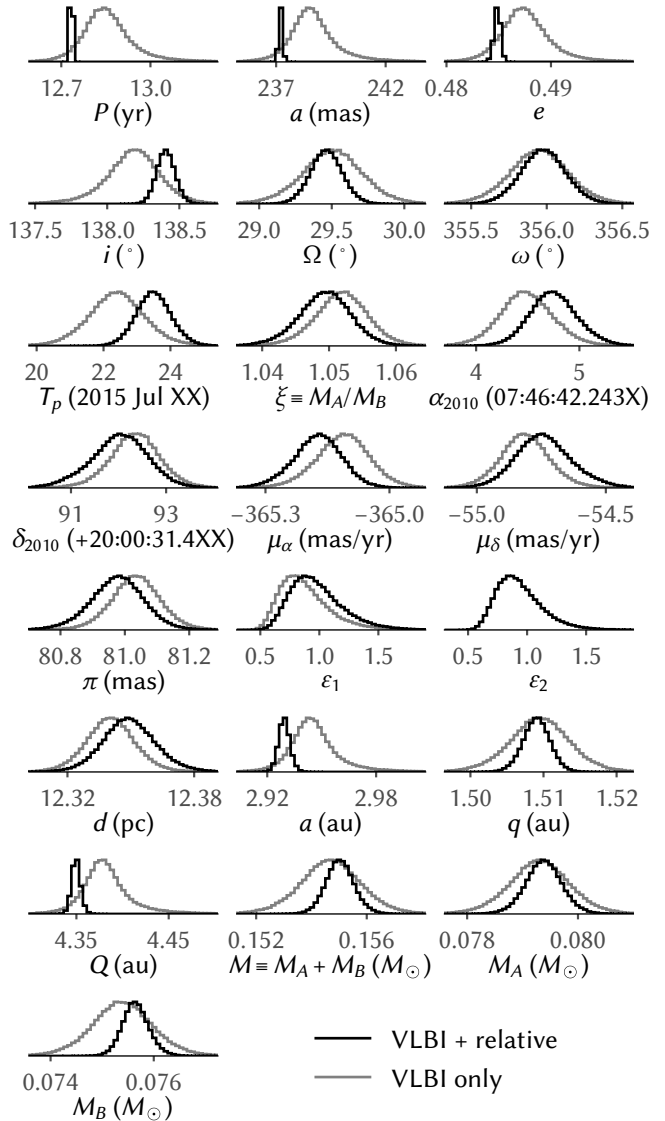 12.7 13.0 237 242 0.48 0.49
P (yr) a (mas) e
137.5 138.0 138.5 29.0 29.5 30.0 355.5 356.0 356.5
i (°) Ω (°) ω (°)
20 22 24 1.04 1.05 1.06 4 5
T_p (2015 Jul XX) ξ ≡ M_A/M_B α_2010 (07:46:42.243X)
91 93 −365.3 −365.0 −55.0 −54.5
δ_2010 (+20:00:31.4XX) μ_α (mas/yr) μ_δ (mas/yr)
80.8 81.0 81.2 0.5 1.0 1.5 0.5 1.0 1.5
π (mas) ε_1 ε_2
12.32 12.38 2.92 2.98 1.50 1.51 1.52
d (pc) a (au) q (au)
4.35 4.45 0.152 0.156 0.078 0.080
Q (au) M ≡ M_A + M_B (M_⊙) M_A (M_⊙)
0.074 0.076
M_B (M_⊙)
VLBI + relative
VLBI only